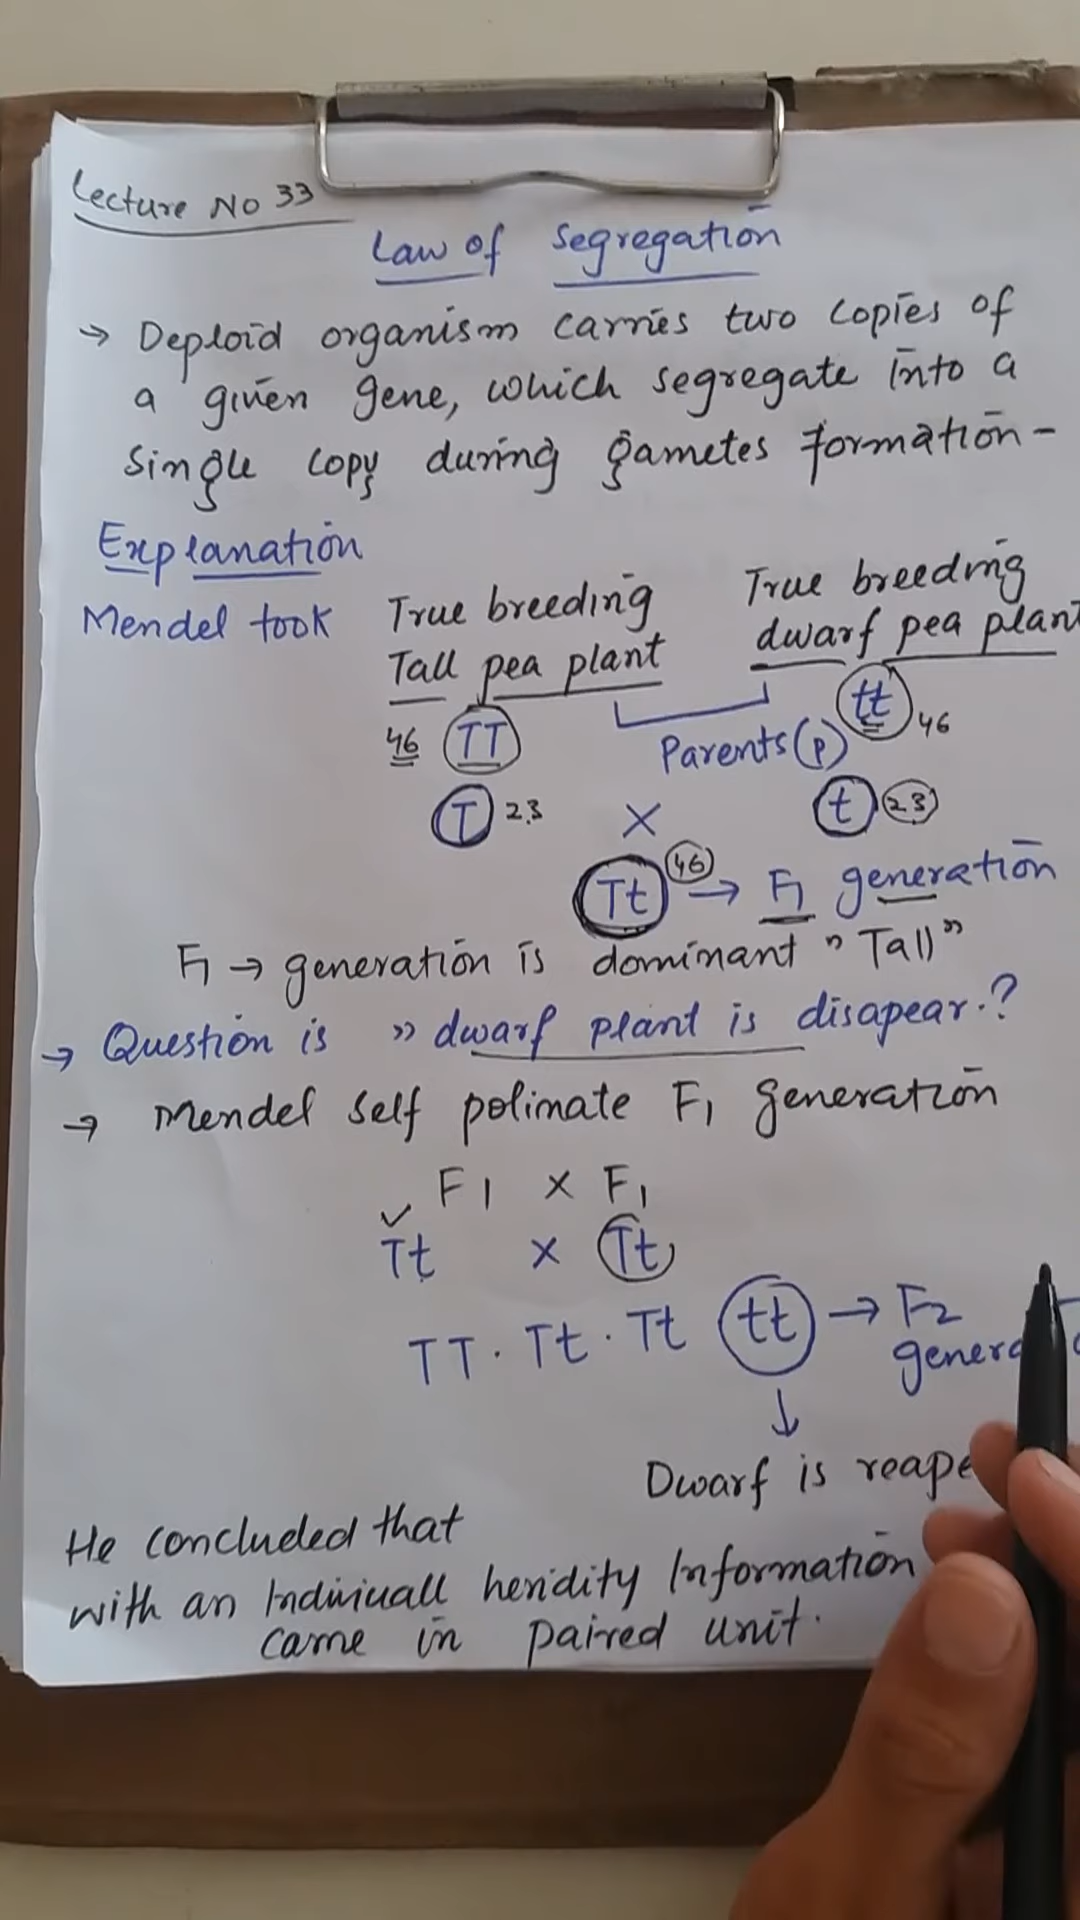 Lecture No 33
Law of segregation
→ Deploid organism carries two copies of
a given gene, which segregate into a
single copy during gametes formation -
Explanation
Mendel took True breeding True breeding
Tall pea plant dwarf pea plant
46 TT Parents (p) tt 46
T 23 × t 23
Tt 46 → F1 generation
F1 → generation is dominant "Tall"
→ Question is " dwarf plant is disapear.?
→ Mendel self polinate F1 generation
F1 × F1
Tt × Tt
TT . Tt . Tt tt → F2
↓
Dwarf is
He concluded that
with an Indiviuall heridity Information
came in paired unit.